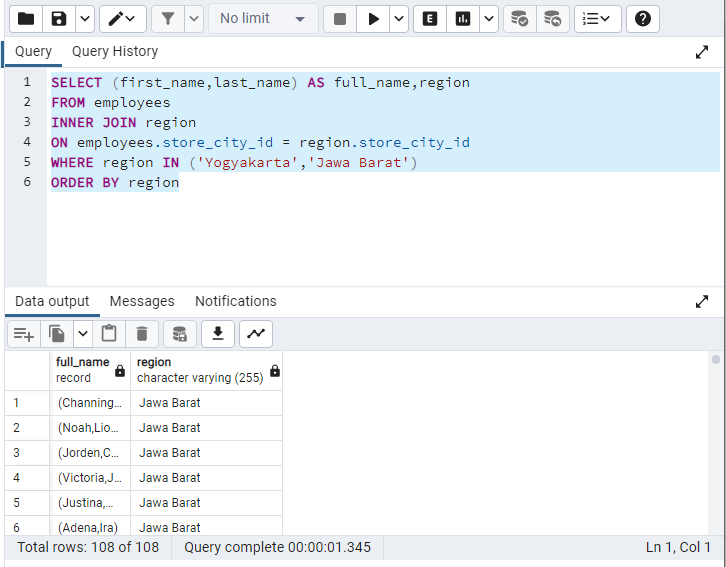 No limit
E
Query Query History
1 SELECT (first_name,last_name) AS full_name,region
2 FROM employees
3 INNER JOIN region
4 ON employees.store_city_id = region.store_city_id
5 WHERE region IN ('Yogyakarta','Jawa Barat')
6 ORDER BY region
Data output Messages Notifications
full_name region
record character varying (255)
1 (Channing... Jawa Barat
2 (Noah,Lio... Jawa Barat
3 (Jorden,C... Jawa Barat
4 (Victoria,J... Jawa Barat
5 (Justina,... Jawa Barat
6 (Adena,Ira) Jawa Barat
Total rows: 108 of 108 Query complete 00:00:01.345 Ln 1, Col 1